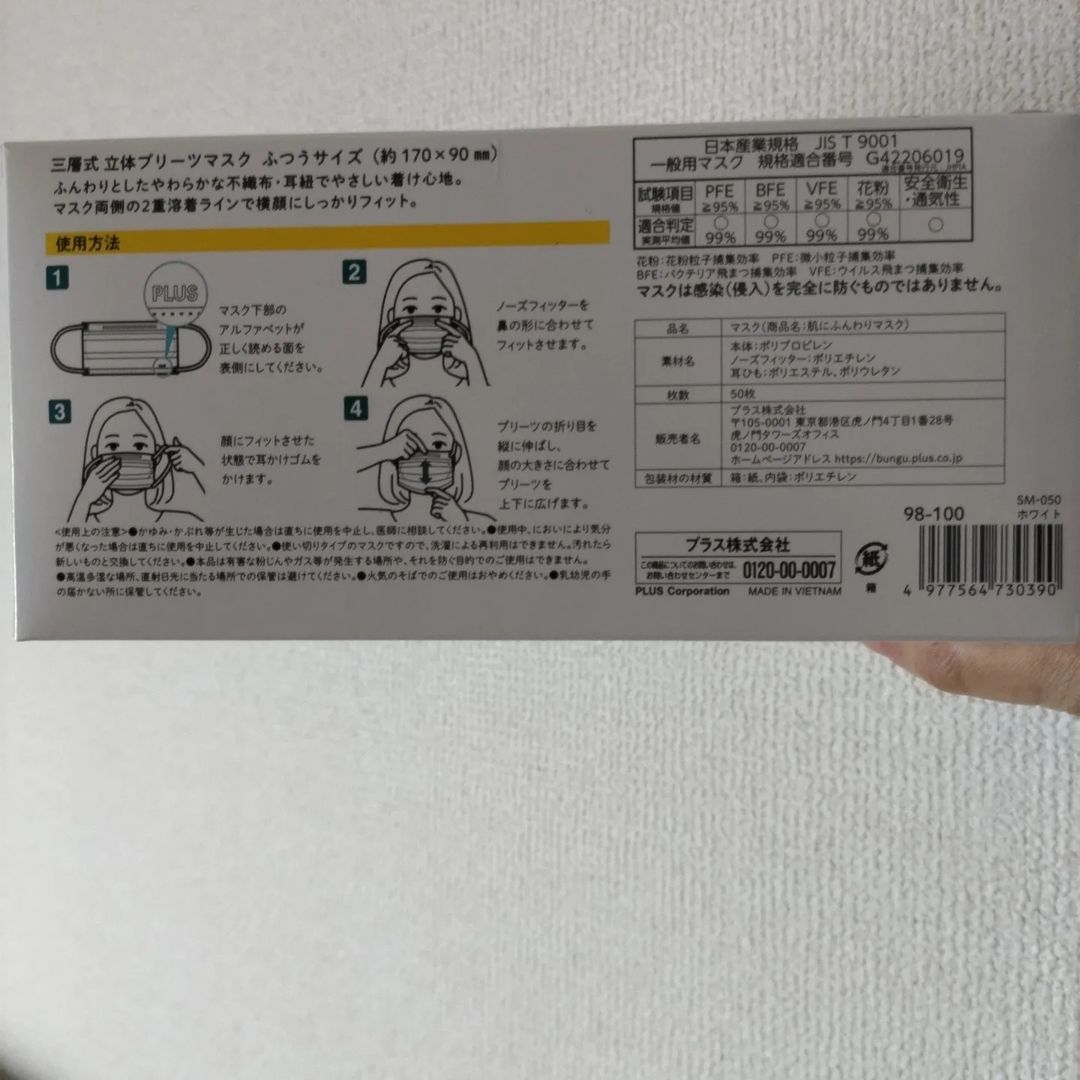 三層式 立体プリーツマスク ふつうサイズ (約170×90㎜)
ふんわりとしたやわらかな不織布・耳紐でやさしい着け心地。
マスク両側の2重溶着ラインで横顔にしっかりフィット。
使用方法
1
PLUS
マスク下部の
アルファベットが
正しく読める面を
表側にしてください。
2
ノーズフィッターを
鼻の形に合わせて
フィットさせます。
3
顔にフィットさせた
状態で耳かけゴムを
かけます。
4
プリーツの折り目を
縦に伸ばし、
顔の大きさに合わせて
プリーツを
上下に広げます。
<使用上の注意>●かゆみ・かぶれ等が生じた場合は直ちに使用を中止し、医師に相談してください。●使用中、においにより気分
が悪くなった場合は直ちに使用を中止してください。●使い切りタイプのマスクですので、洗濯による再利用はできません。汚れたら
新しいものと交換してください。●本品は有害な粉じんやガス等が発生する場所や、それを防ぐ目的でのご使用はできません。
●高温多湿な場所、直射日光に当たる場所での保管は避けてください。●火気のそばでのご使用はおやめください。●乳幼児の手
の届かない所に保管してください。
日本産業規格 JIS T 9001
一般用マスク 規格適合番号 G42206019
試験項目 PFE BFE VFE 花粉 安全衛生
規格値 ≧95% ≧95% ≧95% ≧95% ・通気性
適合判定 ○ ○ ○ ○ ○
実測平均値 99% 99% 99% 99%
花粉:花粉粒子捕集効率 PFE:微小粒子捕集効率
BFE:バクテリア飛まつ捕集効率 VFE:ウイルス飛まつ捕集効率
マスクは感染(侵入)を完全に防ぐものではありません。
品名 マスク(商品名:肌にふんわりマスク)
素材名 本体:ポリプロピレン
ノーズフィッター:ポリエチレン
耳ひも:ポリエステル、ポリウレタン
枚数 50枚
販売者名 プラス株式会社
〒105-0001 東京都港区虎ノ門4丁目1番28号
虎ノ門タワーズオフィス
0120-00-0007
ホームページアドレス https://bungu.plus.co.jp
包装材の材質 箱:紙、内袋:ポリエチレン
SM-050
98-100 ホワイト
プラス株式会社
この商品についてのお問い合わせは、
お問い合わせセンターまで 0120-00-0007
PLUS Corporation MADE IN VIETNAM
紙
箱
4 977564 730390